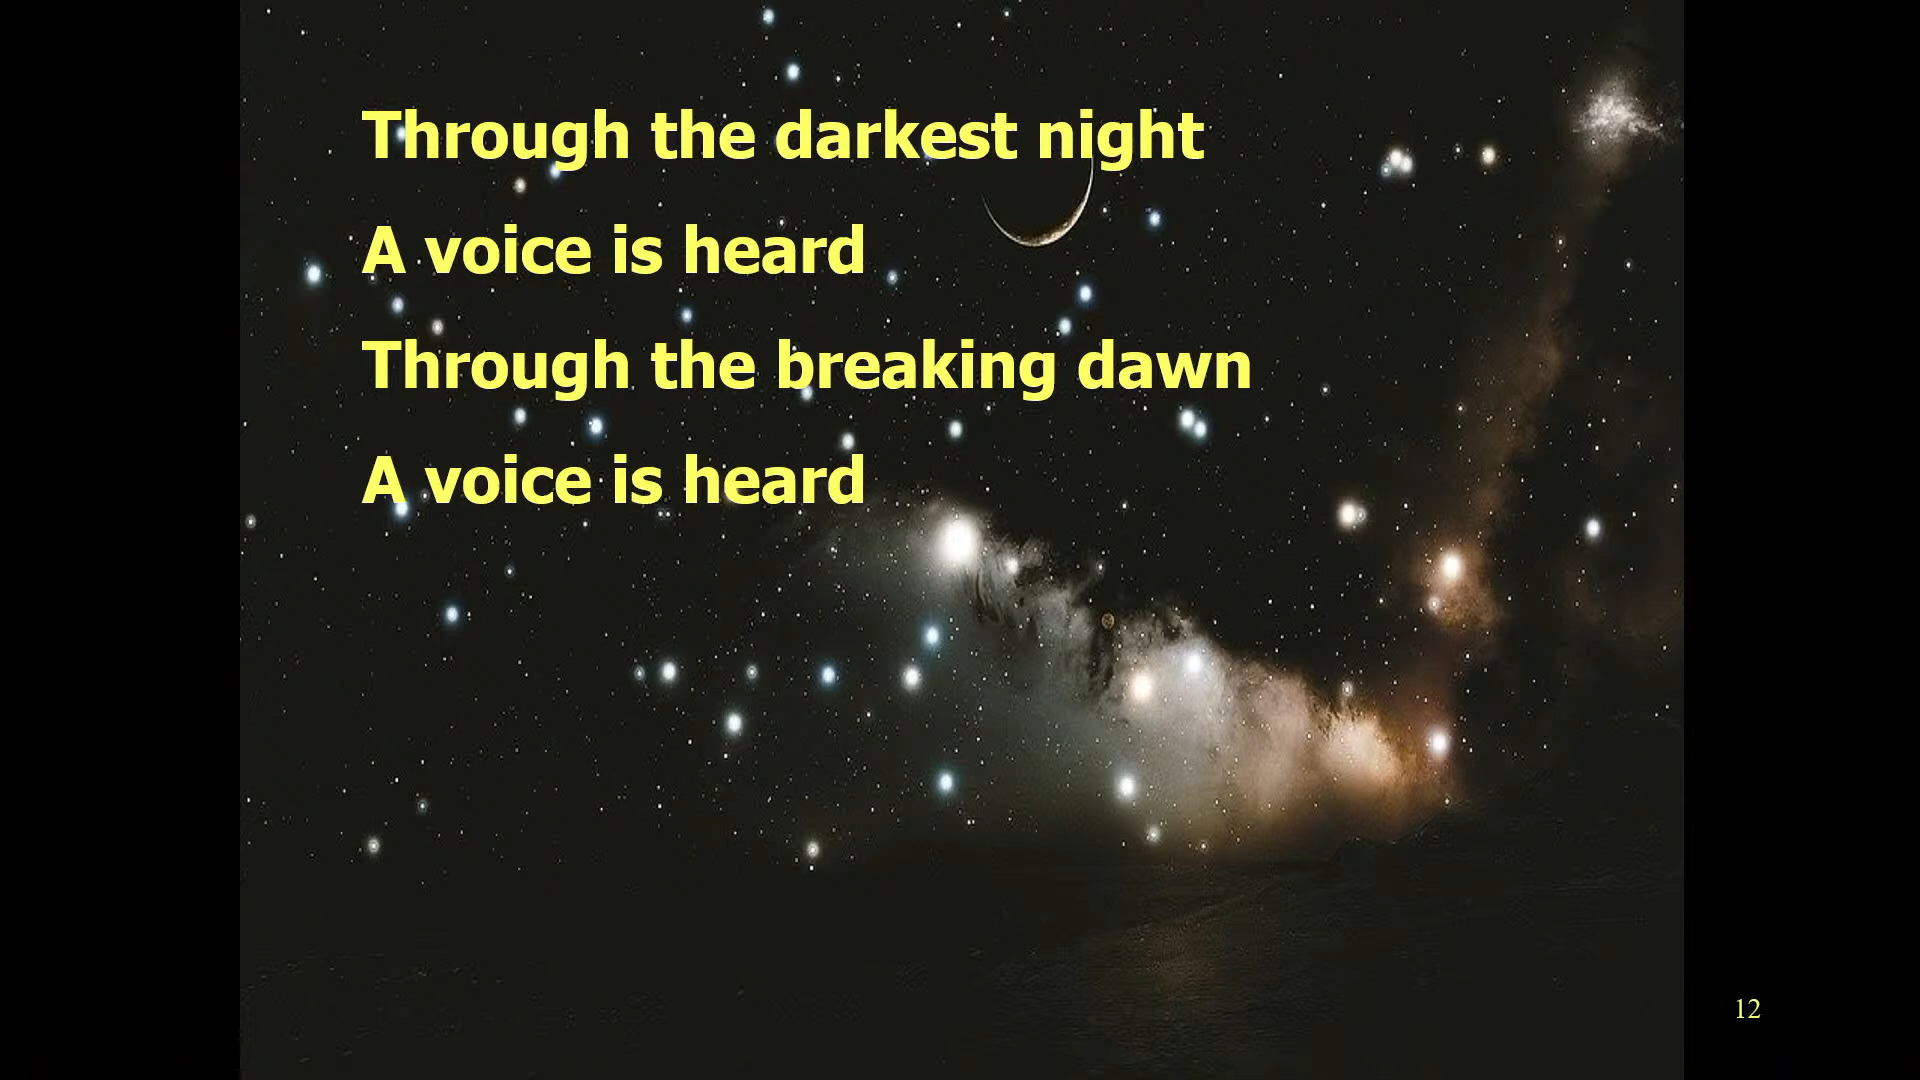 Through the darkest night
A voice is heard
Through the breaking dawn
A voice is heard
12